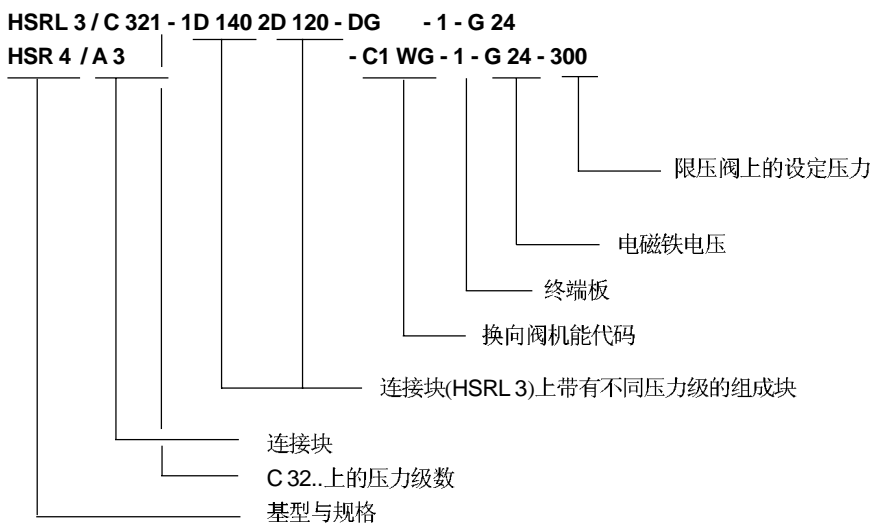 HSRL 3 / C 321 - 1D 140 2D 120 - DG - 1 - G 24
HSR 4 / A 3 - C1 WG - 1 - G 24 - 300
限压阀上的设定压力
电磁铁电压
终端板
换向阀机能代码
连接块(HSRL 3)上带有不同压力级的组成块
连接块
C 32..上的压力级数
基型与规格